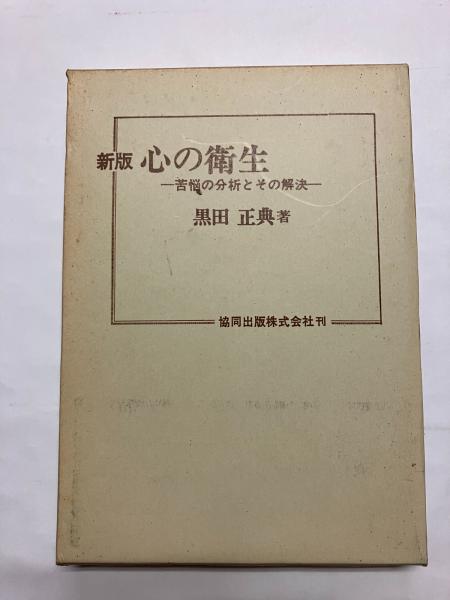 新版 心の衛生
―苦悩の分析とその解決―
黒田 正典著
協同出版株式会社刊